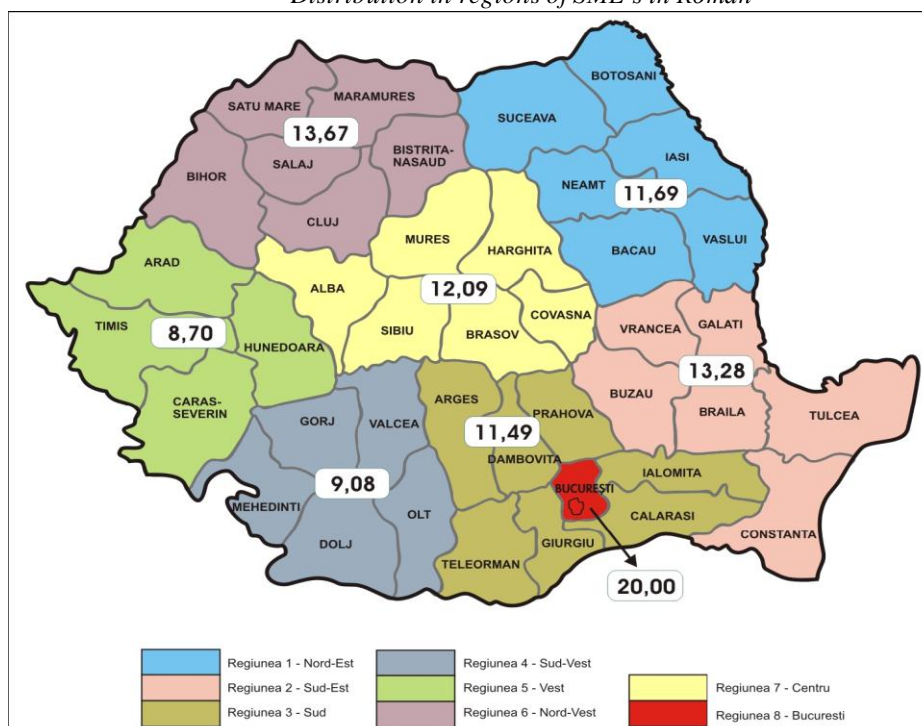 Distribution in regions of SME's in Roman
BOTOSANI
MARAMURES
SATU MARE
SUCEAVA
13,67
BISTRITA-
NASAUD
IASI
SALAJ
BIHOR
NEAMT
11,69
CLUJ
MURES
VASLUI
HARGHITA
BACAU
ARAD
ALBA
12,09
COVASNA
TIMIS
VRANCEA
GALATI
8,70
SIBIU
BRASOV
HUNEDOARA
13,28
CARAS-
SEVERIN
ARGES
PRAHOVA
BUZAU
BRAILA
TULCEA
GORJ
VALCEA
11,49
DAMBOVITA
BUCUREŞTI
IALOMITA
9,08
MEHEDINTI
OLT
CALARASI
CONSTANTA
DOLJ
GIURGIU
TELEORMAN
20,00
Regiunea 1 - Nord-Est
Regiunea 2 - Sud-Est
Regiunea 3 - Sud
Regiunea 4 - Sud-Vest
Regiunea 5 - Vest
Regiunea 6 - Nord-Vest
Regiunea 7 - Centru
Regiunea 8 - Bucuresti